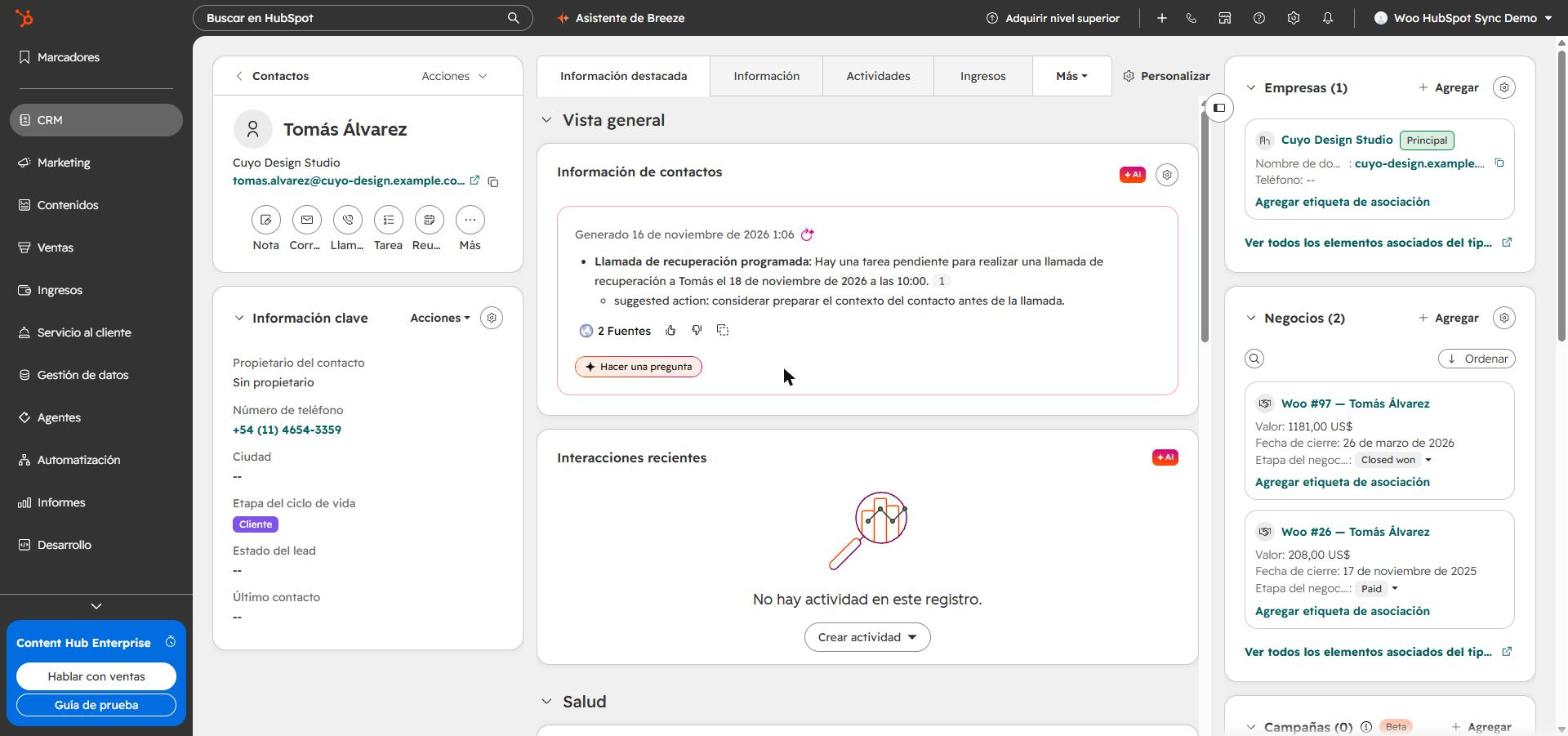 Buscar en HubSpot
Asistente de Breeze
Adquirir nivel superior
Woo HubSpot Sync Demo
Marcadores
CRM
Marketing
Contenidos
Ventas
Ingresos
Servicio al cliente
Gestión de datos
Agentes
Automatización
Informes
Desarrollo
Content Hub Enterprise
Hablar con ventas
Guía de prueba
Contactos
Acciones
Tomás Álvarez
Cuyo Design Studio
tomas.alvarez@cuyo-design.example.co...
Nota
Corr...
Llam...
Tarea
Reu...
Más
Información clave
Acciones
Propietario del contacto
Sin propietario
Número de teléfono
+54 (11) 4654-3359
Ciudad
--
Etapa del ciclo de vida
Cliente
Estado del lead
--
Último contacto
--
Información destacada
Información
Actividades
Ingresos
Más
Personalizar
Vista general
Información de contactos
AI
Generado 16 de noviembre de 2026 1:06
• Llamada de recuperación programada: Hay una tarea pendiente para realizar una llamada de
recuperación a Tomás el 18 de noviembre de 2026 a las 10:00. 1
suggested action: considerar preparar el contexto del contacto antes de la llamada.
2 Fuentes
Hacer una pregunta
Interacciones recientes
AI
No hay actividad en este registro.
Crear actividad
Salud
Empresas (1)
+ Agregar
Cuyo Design Studio
Principal
Nombre de do... : cuyo-design.example....
Teléfono: --
Agregar etiqueta de asociación
Ver todos los elementos asociados del tip...
Negocios (2)
+ Agregar
Ordenar
Woo #97 — Tomás Álvarez
Valor: 1181,00 US$
Fecha de cierre: 26 de marzo de 2026
Etapa del negoc...: Closed won
Agregar etiqueta de asociación
Woo #26 — Tomás Álvarez
Valor: 208,00 US$
Fecha de cierre: 17 de noviembre de 2025
Etapa del negoc...: Paid
Agregar etiqueta de asociación
Ver todos los elementos asociados del tip...
Campañas (0)
Beta
+ Agregar